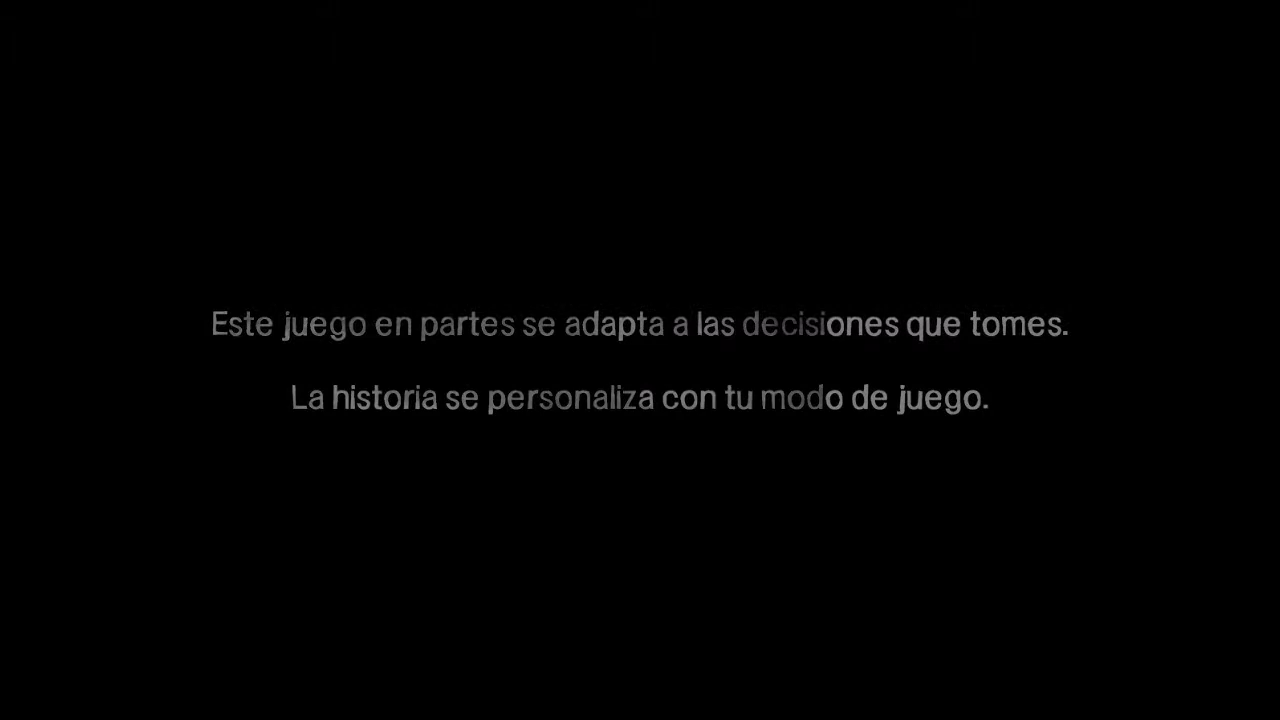 Este juego en partes se adapta a las decisiones que tomes.
La historia se personaliza con tu modo de juego.